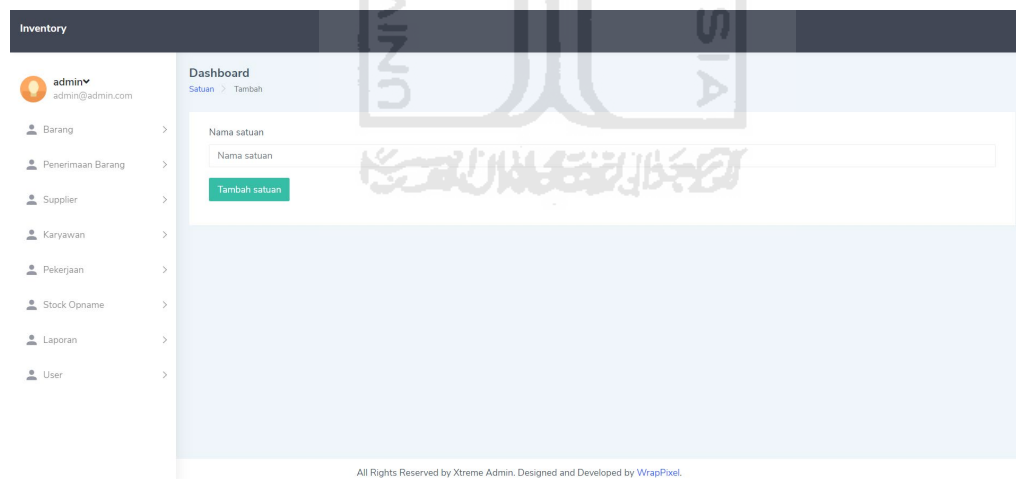 Inventory
admin
admin@admin.com
Barang
Penerimaan Barang
Supplier
Karyawan
Pekerjaan
Stock Opname
Laporan
User
Dashboard
Satuan > Tambah
Nama satuan
Nama satuan
Tambah satuan
All Rights Reserved by Xtreme Admin. Designed and Developed by WrapPixel.